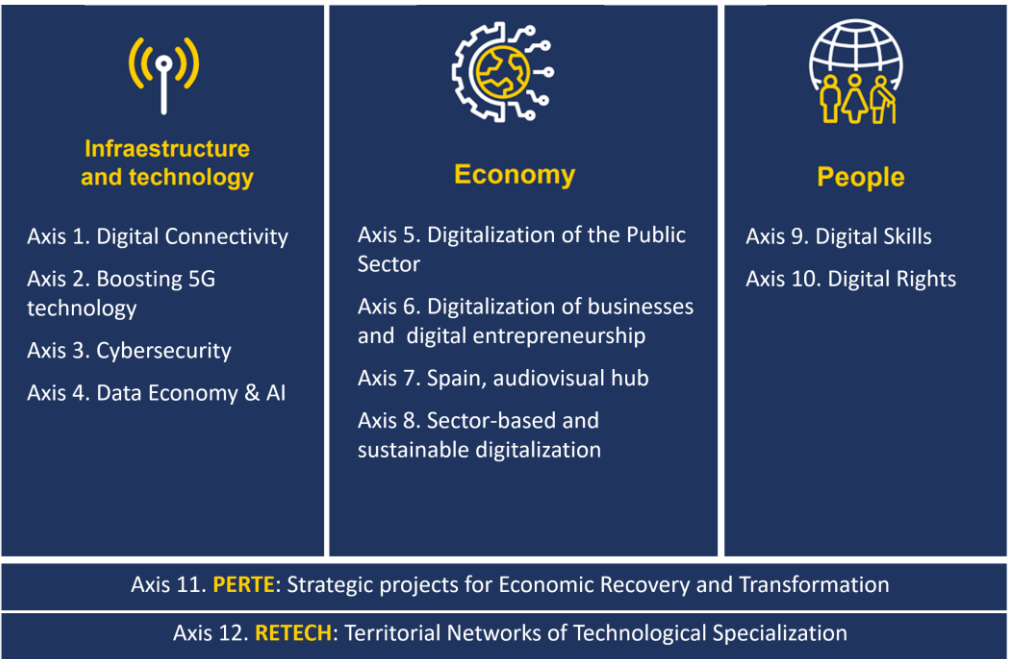 Infraestructure
and technology
Axis 1. Digital Connectivity
Axis 2. Boosting 5G
technology
Axis 3. Cybersecurity
Axis 4. Data Economy & AI
Economy
Axis 5. Digitalization of the Public
Sector
Axis 6. Digitalization of businesses
and digital entrepreneurship
Axis 7. Spain, audiovisual hub
Axis 8. Sector-based and
sustainable digitalization
People
Axis 9. Digital Skills
Axis 10. Digital Rights
Axis 11. PERTE: Strategic projects for Economic Recovery and Transformation
Axis 12. RETECH: Territorial Networks of Technological Specialization